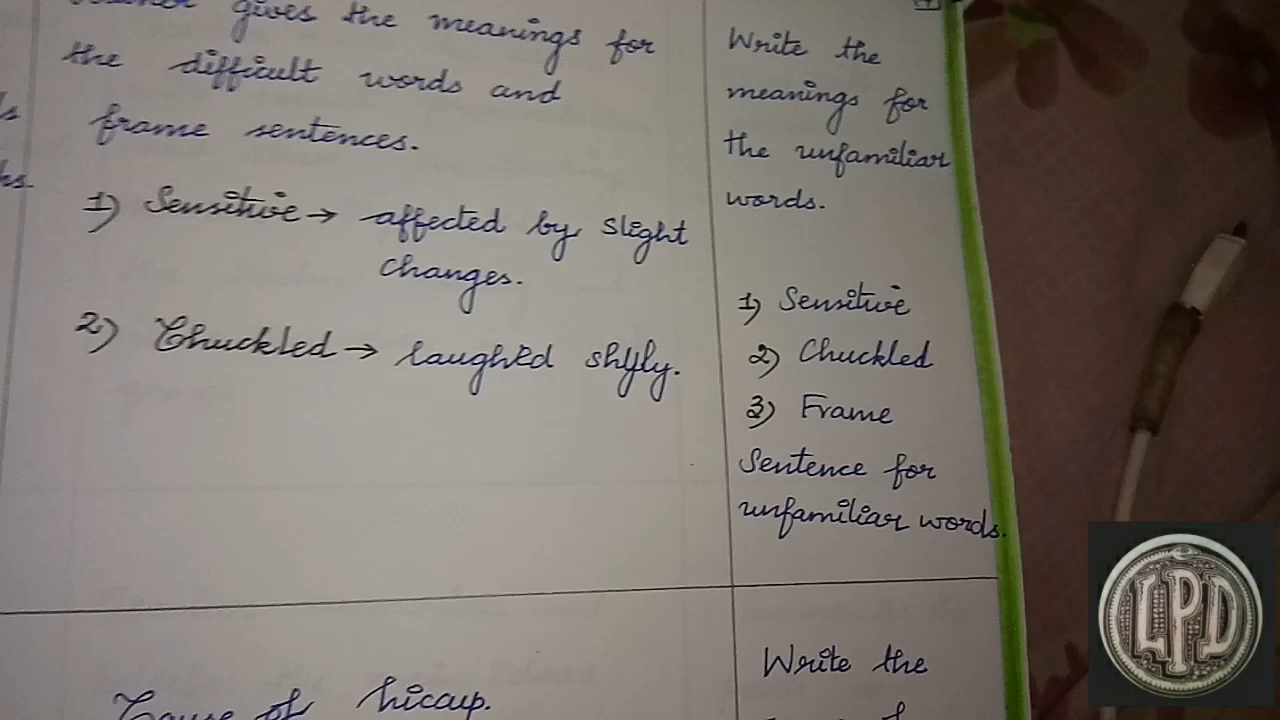 gives the meanings for
the difficult words and
frame sentences.
1) Sensitive → affected by slight
changes.
2) Chuckled → laughed shyly.
Write the
meanings for
the unfamiliar
words.
1) Sensitive
2) Chuckled
3) Frame
Sentence for
unfamiliar words.
Cause of hiccup.
Write the
LPD